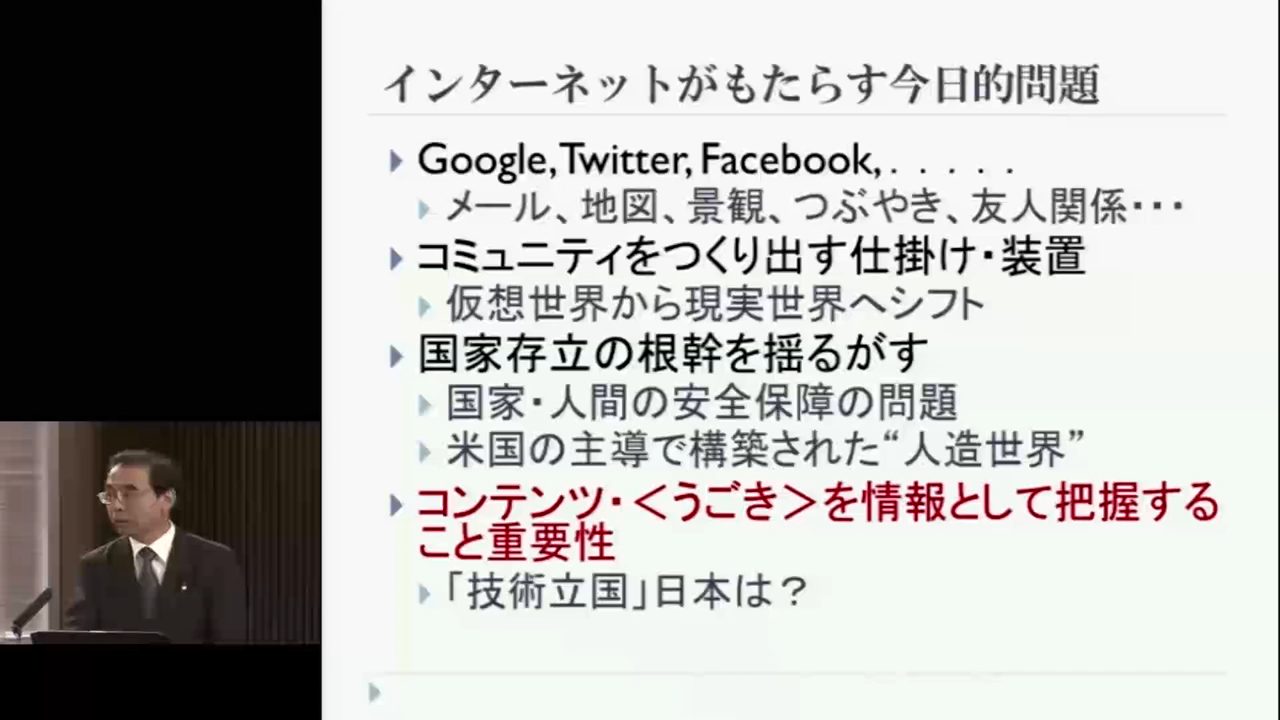 インターネットがもたらす今日的問題
Google, Twitter, Facebook, . . . . .
メール、地図、景観、つぶやき、友人関係・・・
コミュニティをつくり出す仕掛け・装置
仮想世界から現実世界へシフト
国家存立の根幹を揺るがす
国家・人間の安全保障の問題
米国の主導で構築された“人造世界”
コンテンツ・＜うごき＞を情報として把握する
こと重要性
「技術立国」日本は？